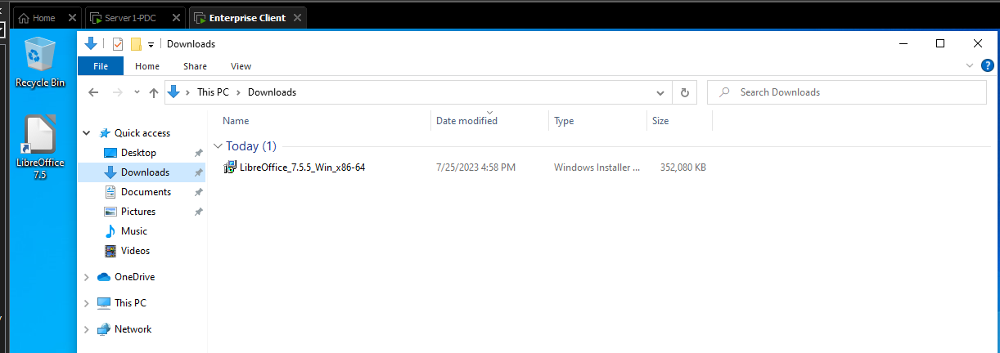 Home
Server1-PDC
Enterprise Client
Recycle Bin
LibreOffice
7.5
Downloads
File
Home
Share
View
This PC
Downloads
Search Downloads
Quick access
Desktop
Downloads
Documents
Pictures
Music
Videos
OneDrive
This PC
Network
Name
Date modified
Type
Size
Today (1)
LibreOffice_7.5.5_Win_x86-64
7/25/2023 4:58 PM
Windows Installer ...
352,080 KB